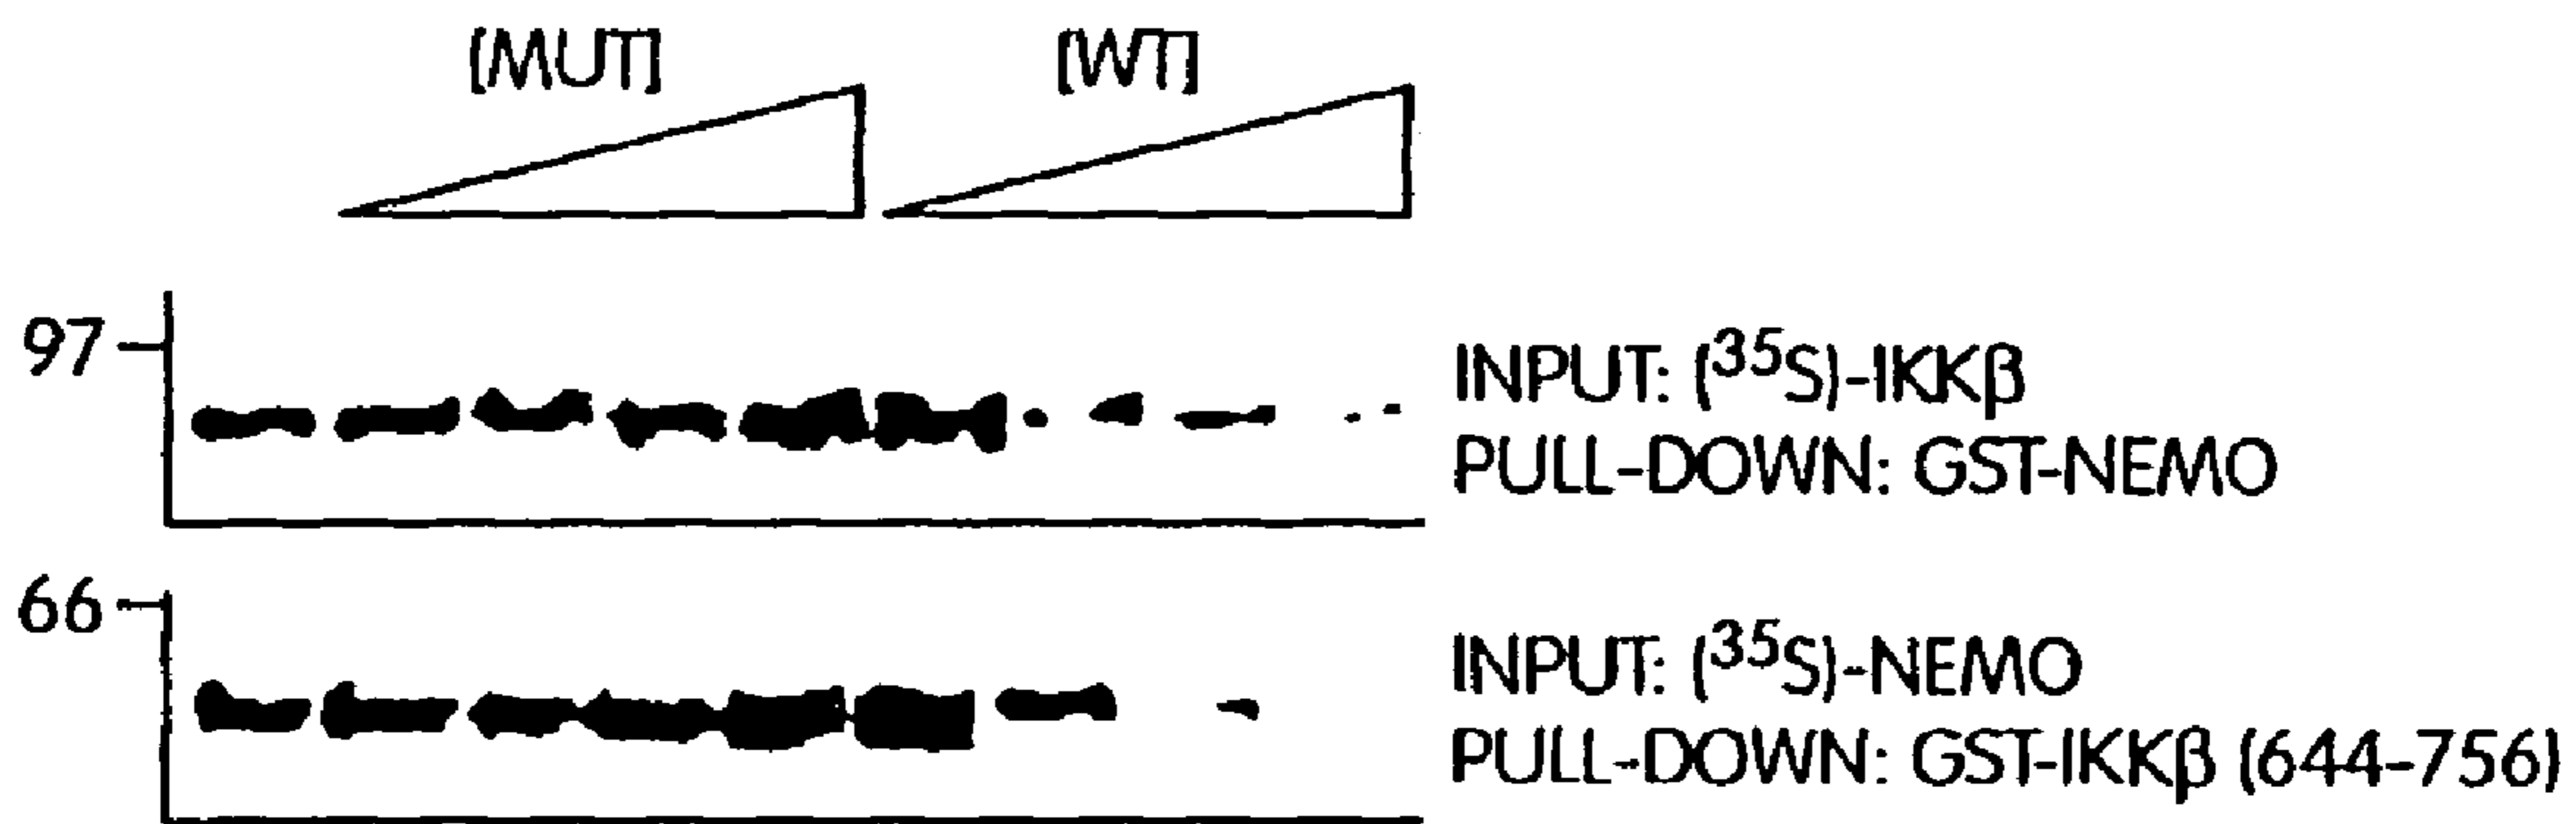 [MUT]
[WT]
97
INPUT: (³⁵S)-IKKβ
PULL-DOWN: GST-NEMO
66
INPUT: (³⁵S)-NEMO
PULL-DOWN: GST-IKKβ (644-756)